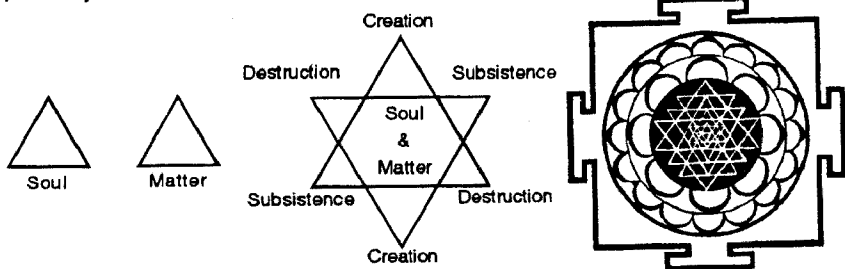 Creation
Destruction Subsistence
Soul
&
Matter
Soul Matter
Subsistence Destruction
Creation